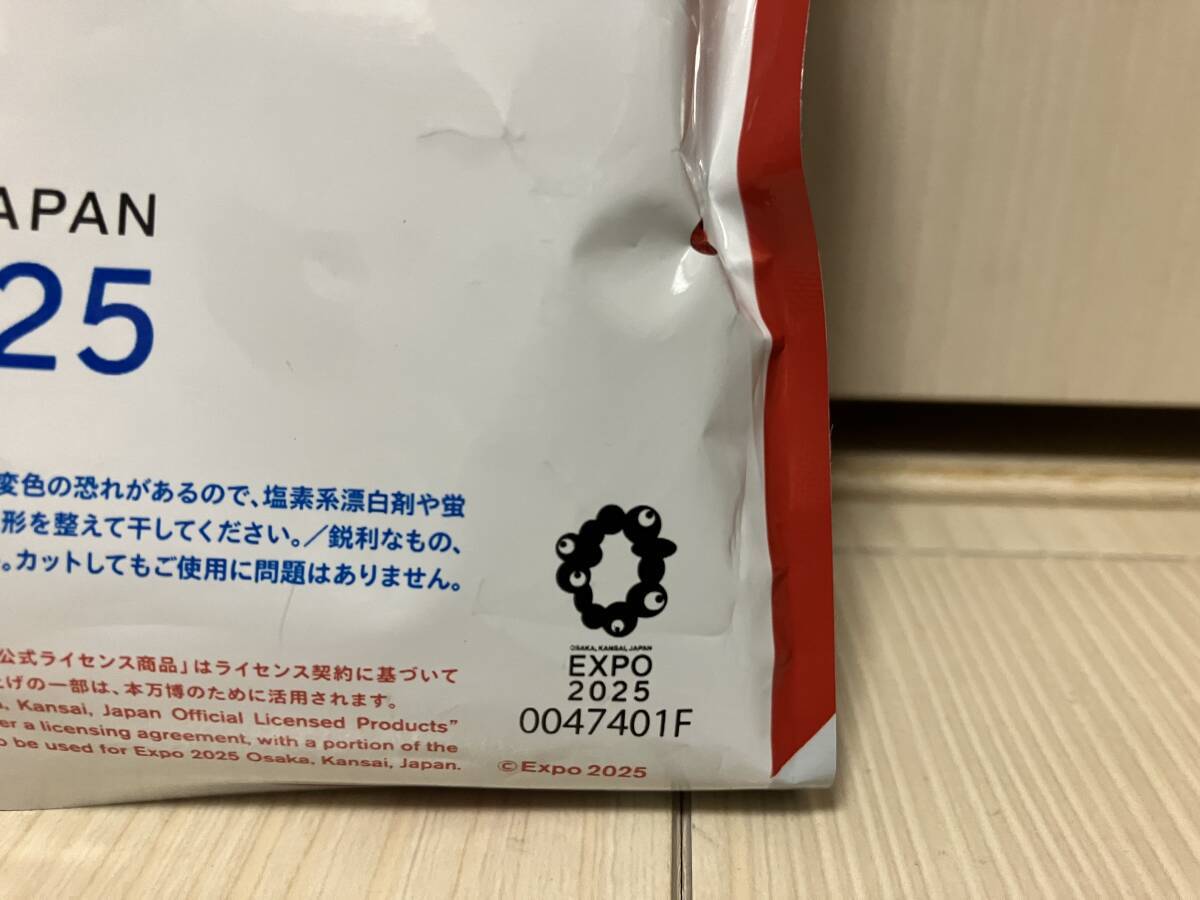 APAN
25
変色の恐れがあるので、塩素系漂白剤や蛍
形を整えて干してください。/鋭利なもの、
。カットしてもご使用に問題はありません。
OSAKA, KANSAI, JAPAN
EXPO
2025
0047401F
公式ライセンス商品」はライセンス契約に基づいて
上げの一部は、本万博のために活用されます。
, Kansai, Japan Official Licensed Products”
er a licensing agreement, with a portion of the
o be used for Expo 2025 Osaka, Kansai, Japan.
©Expo 2025